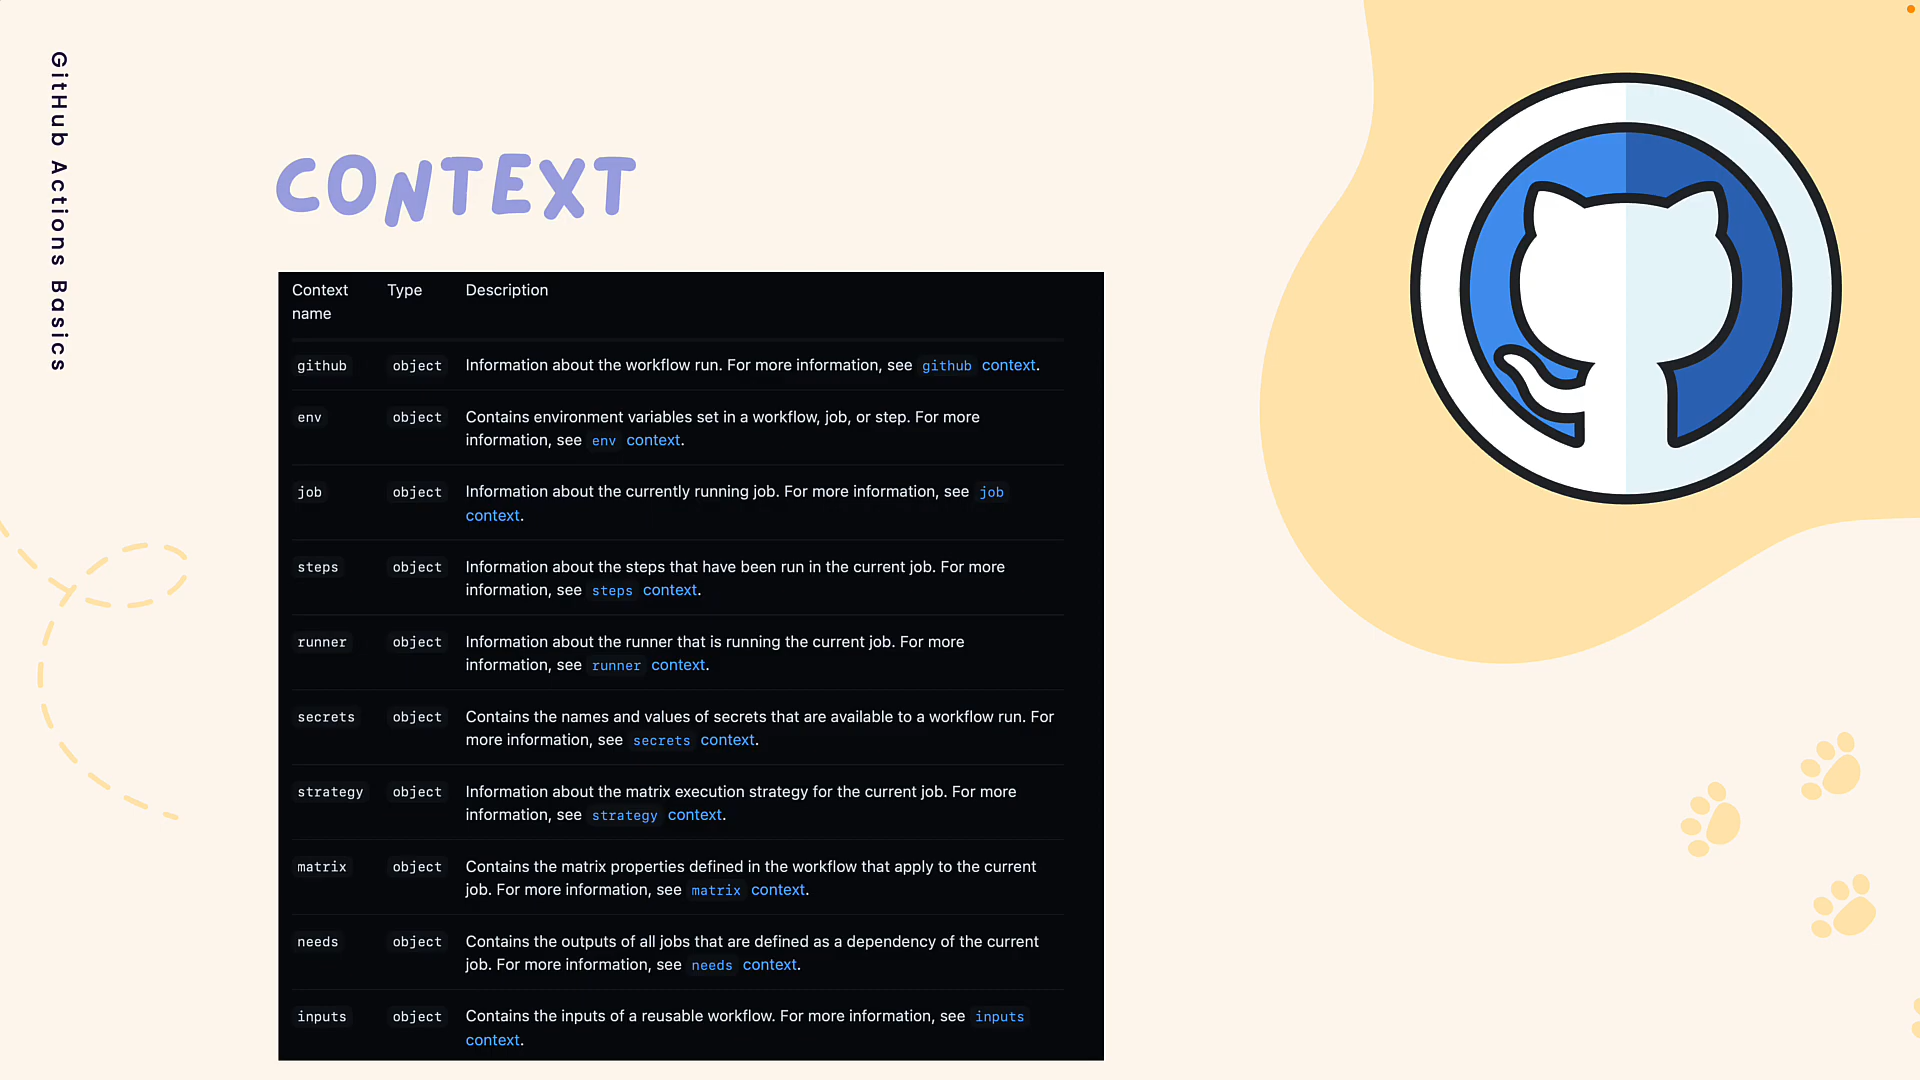 GitHub Actions Basics
CONTEXT
Context Type Description
name
github object Information about the workflow run. For more information, see github context.
env object Contains environment variables set in a workflow, job, or step. For more
information, see env context.
job object Information about the currently running job. For more information, see job
context.
steps object Information about the steps that have been run in the current job. For more
information, see steps context.
runner object Information about the runner that is running the current job. For more
information, see runner context.
secrets object Contains the names and values of secrets that are available to a workflow run. For
more information, see secrets context.
strategy object Information about the matrix execution strategy for the current job. For more
information, see strategy context.
matrix object Contains the matrix properties defined in the workflow that apply to the current
job. For more information, see matrix context.
needs object Contains the outputs of all jobs that are defined as a dependency of the current
job. For more information, see needs context.
inputs object Contains the inputs of a reusable workflow. For more information, see inputs
context.